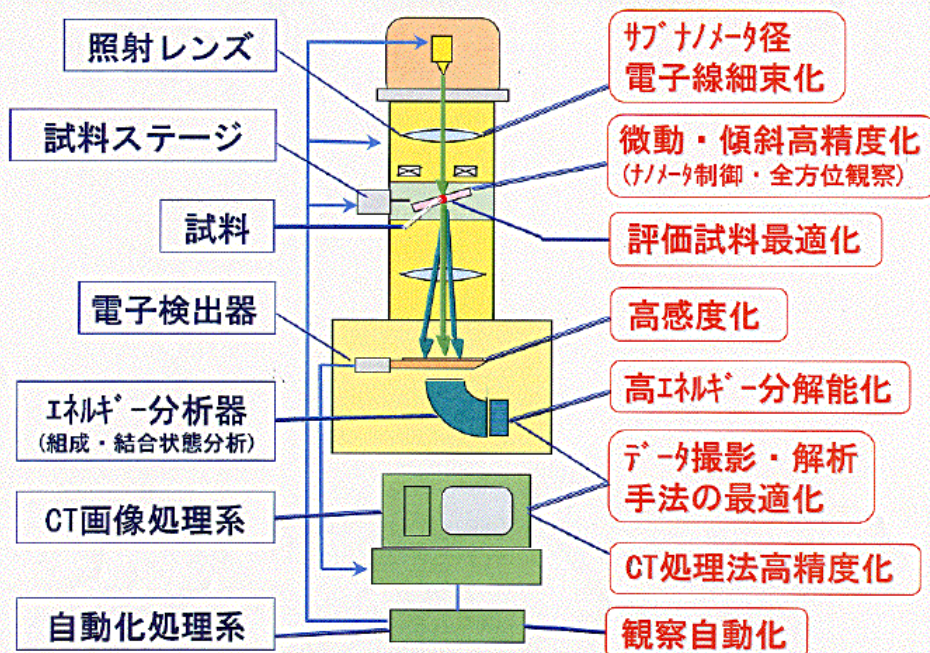 照射レンズ
試料ステージ
試料
電子検出器
ｴﾈﾙｷﾞｰ分析器
(組成・結合状態分析)
CT画像処理系
自動化処理系
ｻﾌﾞﾅﾉﾒｰﾀ径
電子線細束化
微動・傾斜高精度化
(ﾅﾉﾒｰﾀ制御・全方位観察)
評価試料最適化
高感度化
高ｴﾈﾙｷﾞｰ分解能化
ﾃﾞｰﾀ撮影・解析
手法の最適化
CT処理法高精度化
観察自動化